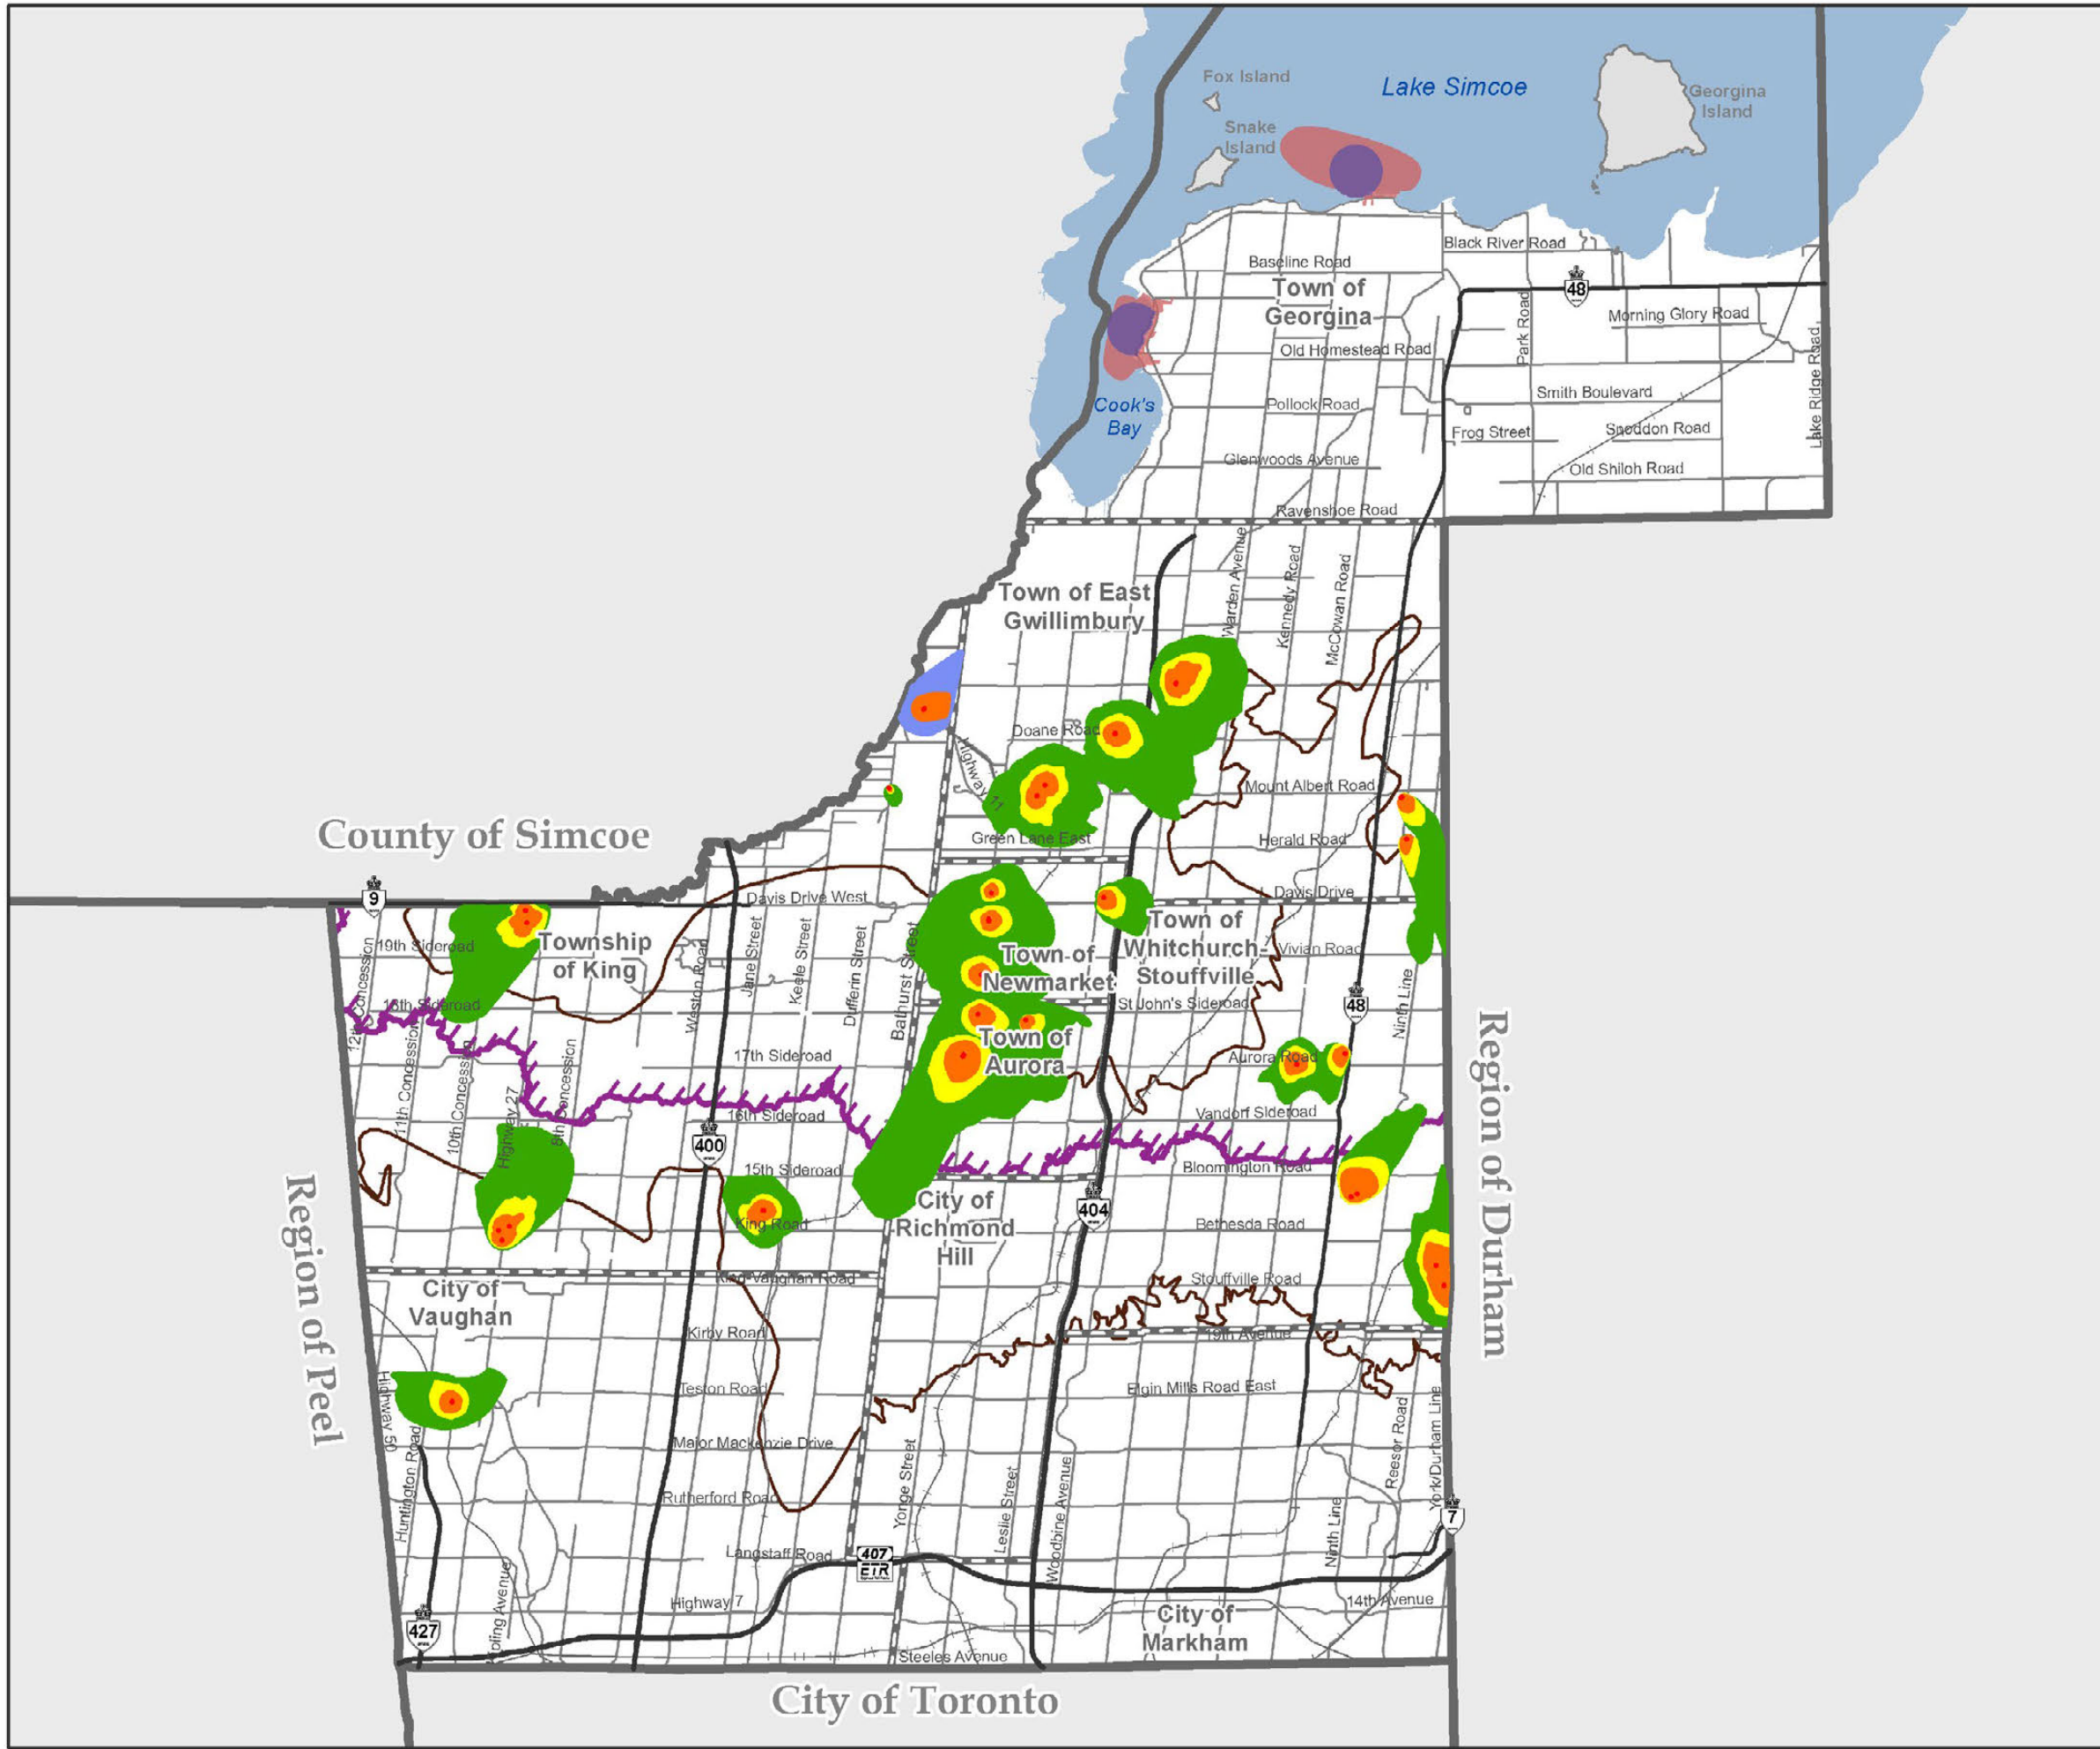 Fox Island
Lake Simcoe
Georgina
Island
Snake
Island
Black River Road
Baseline Road
Town of
Georgina
48
Park Road
Morning Glory Road
Old Homestead Road
Lake Ridge Road
Smith Boulevard
Cook's
Bay
Pollock Road
Frog Street
Snoddon Road
Glenwoods Avenue
Old Shiloh Road
Ravenshoe Road
Warden Avenue
Kennedy Road
McCowan Road
Town of East
Gwillimbury
Doane Road
Highway 11
Mount Albert Road
County of Simcoe
Green Lane East
Herald Road
9
Davis Drive West
Davis Drive
Town of
Whitchurch-
Stouffville
19th Sideroad
Township
of King
Vivian Road
Town of
Newmarket
12th Concession
Weston Road
Jane Street
Keele Street
Dufferin Street
Bathurst Street
18th Sideroad
St John's Sideroad
48
Ninth Line
11th Concession
10th Concession
Highway 27
8th Concession
17th Sideroad
Town of
Aurora
Aurora Road
16th Sideroad
Vandorf Sideroad
400
15th Sideroad
Bloomington Road
Region of Peel
Region of Durham
City of
Richmond
Hill
404
King Road
Bethesda Road
City of
Vaughan
King-Vaughan Road
Stouffville Road
Kirby Road
19th Avenue
Highway 50
Teston Road
Elgin Mills Road East
Huntington Road
Major Mackenzie Drive
Yonge Street
Leslie Street
Woodbine Avenue
Reesor Road
York/Durham Line
Rutherford Road
Ninth Line
7
Langstaff Road
407
ETR
Highway 7
14th Avenue
427
City of
Markham
Steeles Avenue
City of Toronto